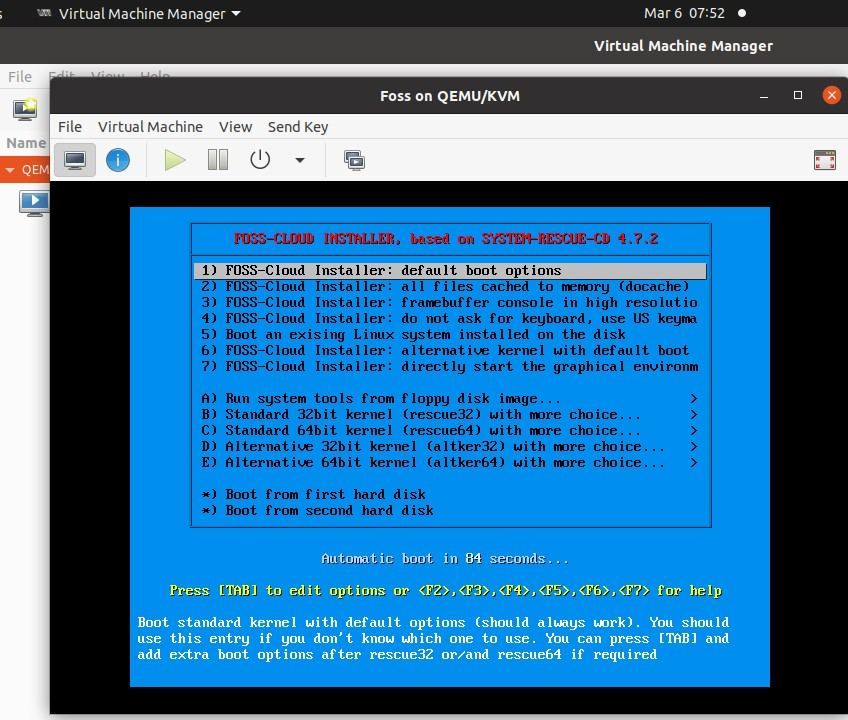 s Virtual Machine Manager Mar 6 07:52
Virtual Machine Manager
File Edit View Help
Foss on QEMU/KVM
File Virtual Machine View Send Key
Name
QEM
FOSS-CLOUD INSTALLER, based on SYSTEM-RESCUE-CD 4.7.2
1) FOSS-Cloud Installer: default boot options
2) FOSS-Cloud Installer: all files cached to memory (docache)
3) FOSS-Cloud Installer: framebuffer console in high resolutio
4) FOSS-Cloud Installer: do not ask for keyboard, use US keyma
5) Boot an exising Linux system installed on the disk
6) FOSS-Cloud Installer: alternative kernel with default boot
7) FOSS-Cloud Installer: directly start the graphical environm
A) Run system tools from floppy disk image... >
B) Standard 32bit kernel (rescue32) with more choice... >
C) Standard 64bit kernel (rescue64) with more choice... >
D) Alternative 32bit kernel (altker32) with more choice... >
E) Alternative 64bit kernel (altker64) with more choice... >
*) Boot from first hard disk
*) Boot from second hard disk
Automatic boot in 84 seconds...
Press [TAB] to edit options or <F2>,<F3>,<F4>,<F5>,<F6>,<F7> for help
Boot standard kernel with default options (should always work). You should
use this entry if you don't know which one to use. You can press [TAB] and
add extra boot options after rescue32 or/and rescue64 if required